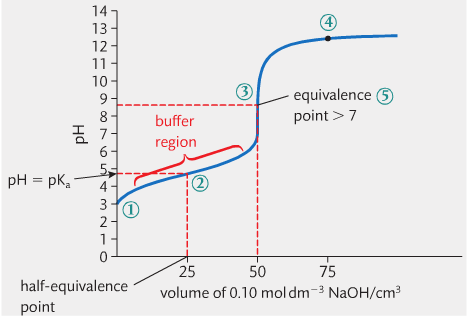 14
13
12
11
10
9
8
7
6
5
4
3
2
1
0
pH
pH = pKₐ
buffer
region
①
②
③
④
equivalence ⑤
point > 7
25
50
75
half-equivalence
point
volume of 0.10 mol dm⁻³ NaOH/cm³